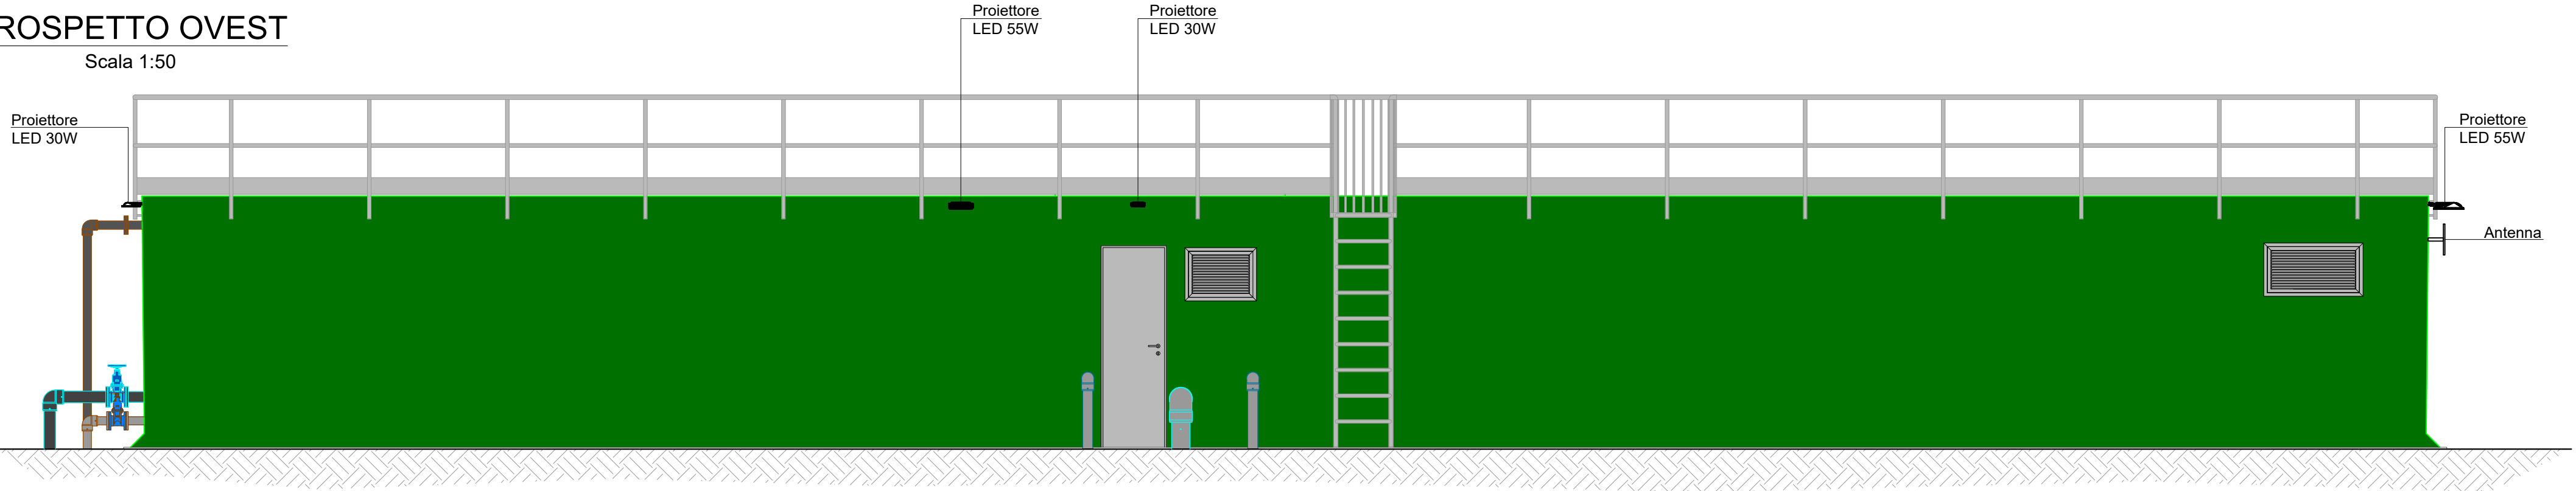 ROSPETTO OVEST
Scala 1:50
Proiettore
LED 55W
Proiettore
LED 30W
Proiettore
LED 30W
Proiettore
LED 55W
Antenna